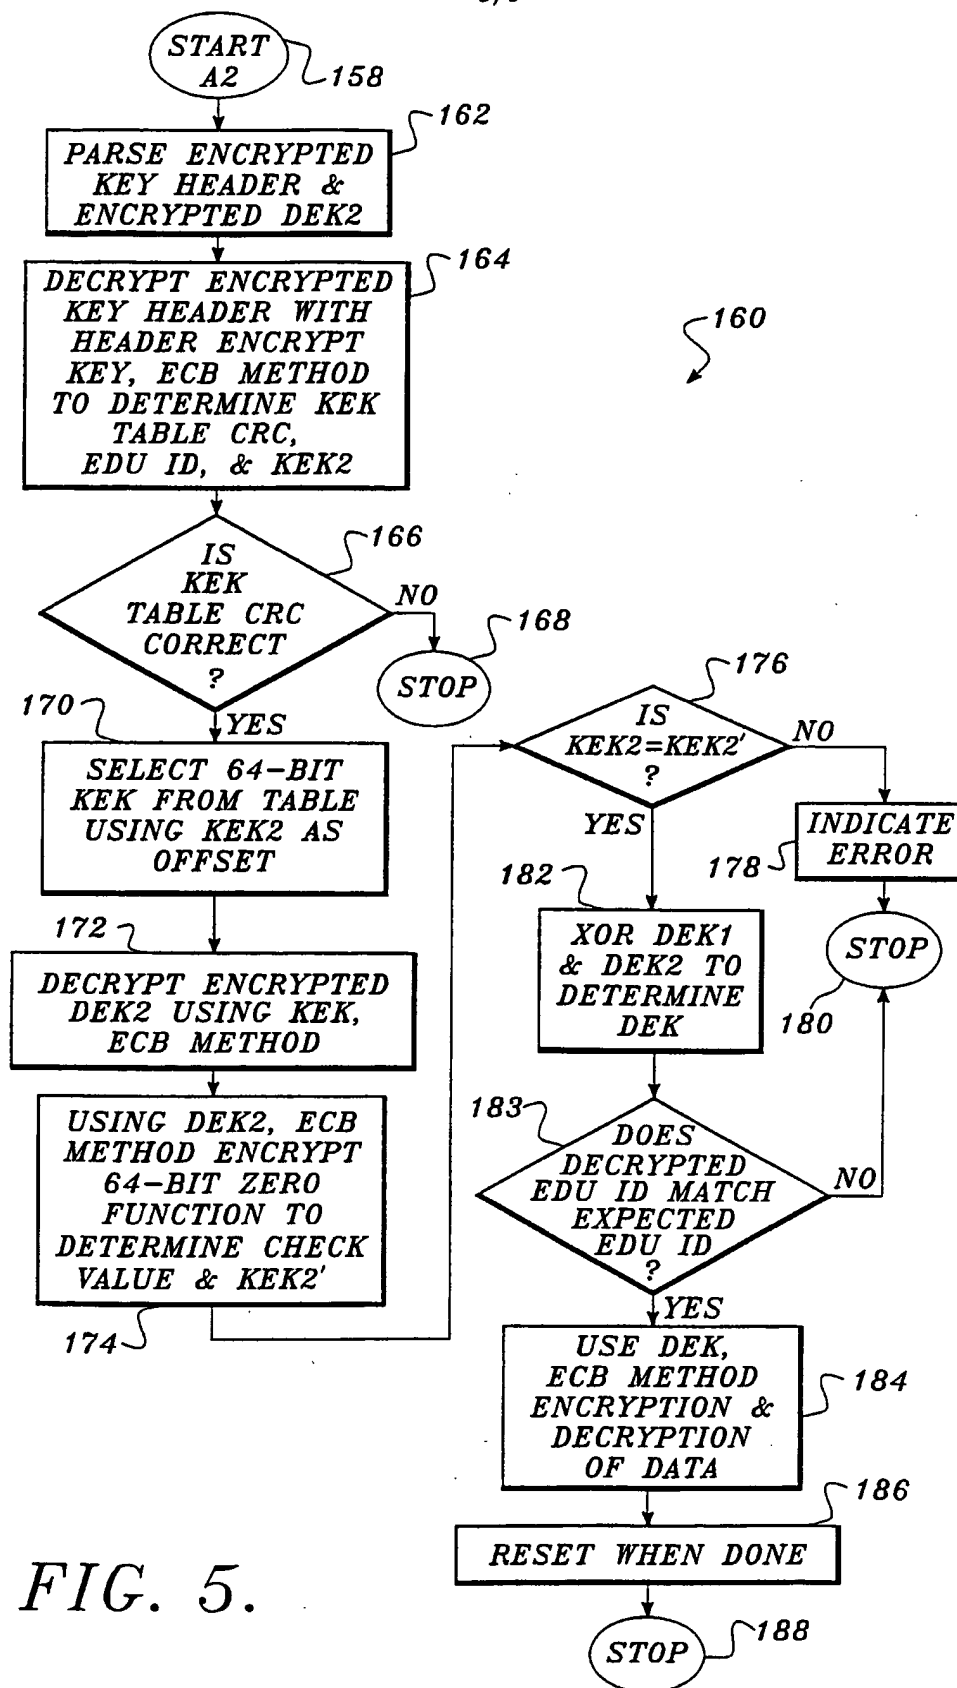 START
A2
158
162
PARSE ENCRYPTED
KEY HEADER &
ENCRYPTED DEK2
164
DECRYPT ENCRYPTED
KEY HEADER WITH
HEADER ENCRYPT
KEY, ECB METHOD
TO DETERMINE KEK
TABLE CRC,
EDU ID, & KEK2
160
166
IS
KEK
TABLE CRC
CORRECT
?
NO
168
STOP
YES
170
SELECT 64-BIT
KEK FROM TABLE
USING KEK2 AS
OFFSET
172
DECRYPT ENCRYPTED
DEK2 USING KEK,
ECB METHOD
USING DEK2, ECB
METHOD ENCRYPT
64-BIT ZERO
FUNCTION TO
DETERMINE CHECK
VALUE & KEK2'
174
176
IS
KEK2=KEK2'
?
NO
YES
INDICATE
ERROR
178
STOP
180
182
XOR DEK1
& DEK2 TO
DETERMINE
DEK
183
DOES
DECRYPTED
EDU ID MATCH
EXPECTED
EDU ID
?
NO
YES
USE DEK,
ECB METHOD
ENCRYPTION &
DECRYPTION
OF DATA
184
186
RESET WHEN DONE
STOP
188
FIG. 5.